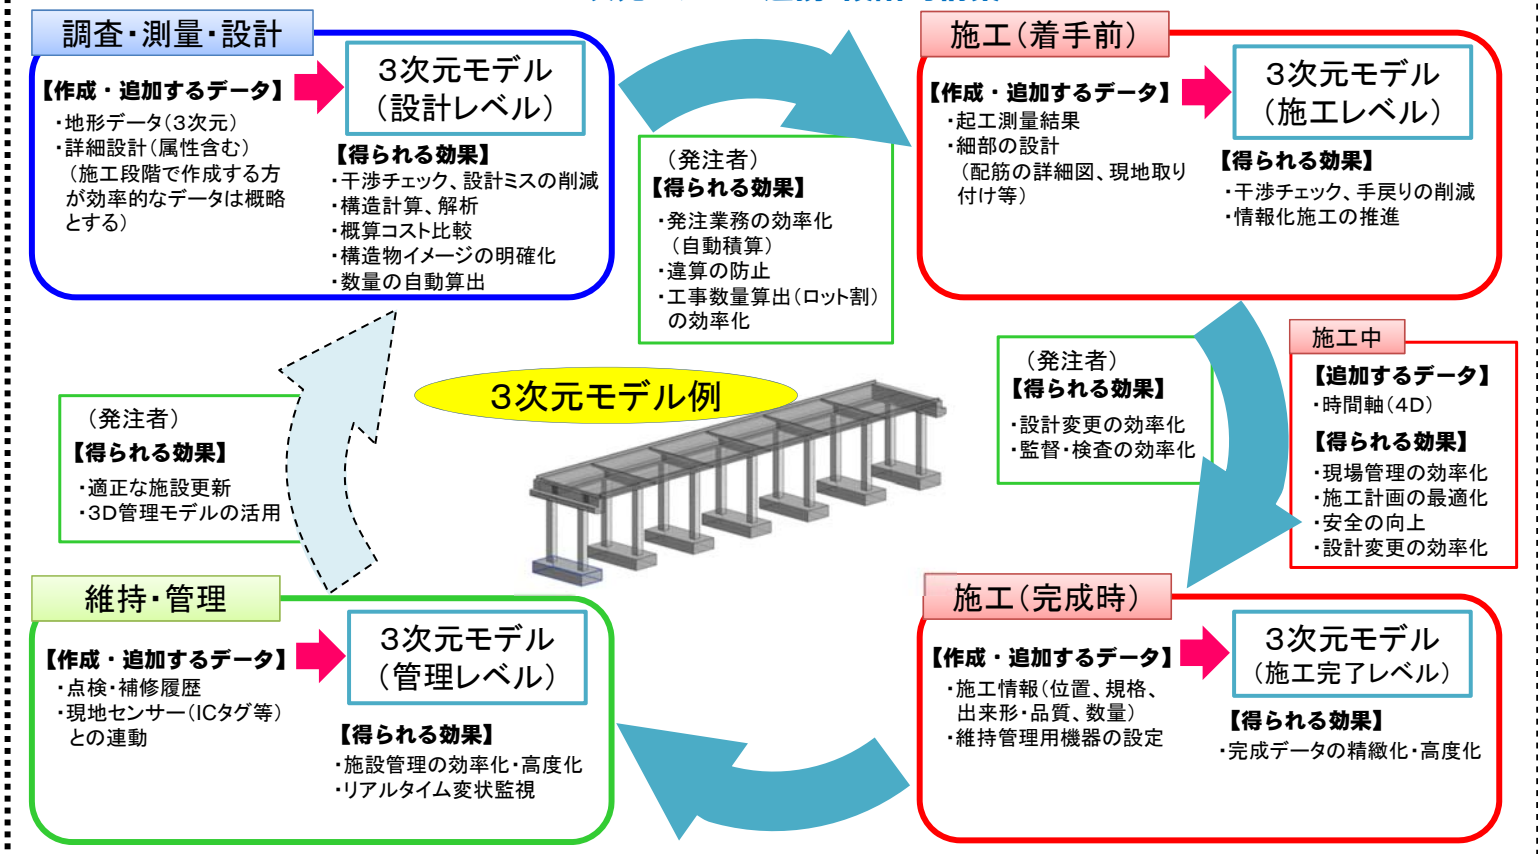 調査・測量・設計
3次元モデル
（設計レベル）
【作成・追加するデータ】
・地形データ（3次元）
・詳細設計（属性含む）
（施工段階で作成する方
が効率的なデータは概略
とする）
【得られる効果】
・干渉チェック、設計ミスの削減
・構造計算、解析
・概算コスト比較
・構造物イメージの明確化
・数量の自動算出
（発注者）
【得られる効果】
・発注業務の効率化
（自動積算）
・違算の防止
・工事数量算出（ロット割）
の効率化
施工（着手前）
3次元モデル
（施工レベル）
【作成・追加するデータ】
・起工測量結果
・細部の設計
（配筋の詳細図、現地取り
付け等）
【得られる効果】
・干渉チェック、手戻りの削減
・情報化施工の推進
（発注者）
【得られる効果】
・設計変更の効率化
・監督・検査の効率化
施工中
【追加するデータ】
・時間軸（4D）
【得られる効果】
・現場管理の効率化
・施工計画の最適化
・安全の向上
・設計変更の効率化
3次元モデル例
（発注者）
【得られる効果】
・適正な施設更新
・3D管理モデルの活用
維持・管理
3次元モデル
（管理レベル）
【作成・追加するデータ】
・点検・補修履歴
・現地センサー（ICタグ等）
との連動
【得られる効果】
・施設管理の効率化・高度化
・リアルタイム変状監視
施工（完成時）
3次元モデル
（施工完了レベル）
【作成・追加するデータ】
・施工情報（位置、規格、
出来形・品質、数量）
・維持管理用機器の設定
【得られる効果】
・完成データの精緻化・高度化